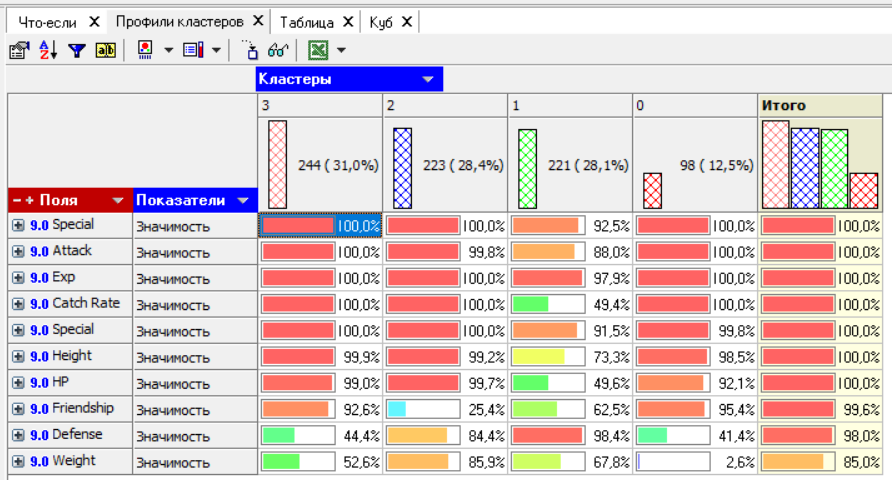 Что-если X Профили кластеров X Таблица X Куб X
Кластеры
3 2 1 0 Итого
244 ( 31,0%) 223 ( 28,4%) 221 ( 28,1%) 98 ( 12,5%)
− + Поля Показатели
9.0 Special Значимость 100,0% 100,0% 92,5% 100,0% 100,0%
9.0 Attack Значимость 100,0% 99,8% 88,0% 100,0% 100,0%
9.0 Exp Значимость 100,0% 100,0% 97,9% 100,0% 100,0%
9.0 Catch Rate Значимость 100,0% 100,0% 49,4% 100,0% 100,0%
9.0 Special Значимость 100,0% 100,0% 91,5% 99,8% 100,0%
9.0 Height Значимость 99,9% 99,2% 73,3% 98,5% 100,0%
9.0 HP Значимость 99,0% 99,7% 49,6% 92,1% 100,0%
9.0 Friendship Значимость 92,6% 25,4% 62,5% 95,4% 99,6%
9.0 Defense Значимость 44,4% 84,4% 98,4% 41,4% 98,0%
9.0 Weight Значимость 52,6% 85,9% 67,8% 2,6% 85,0%